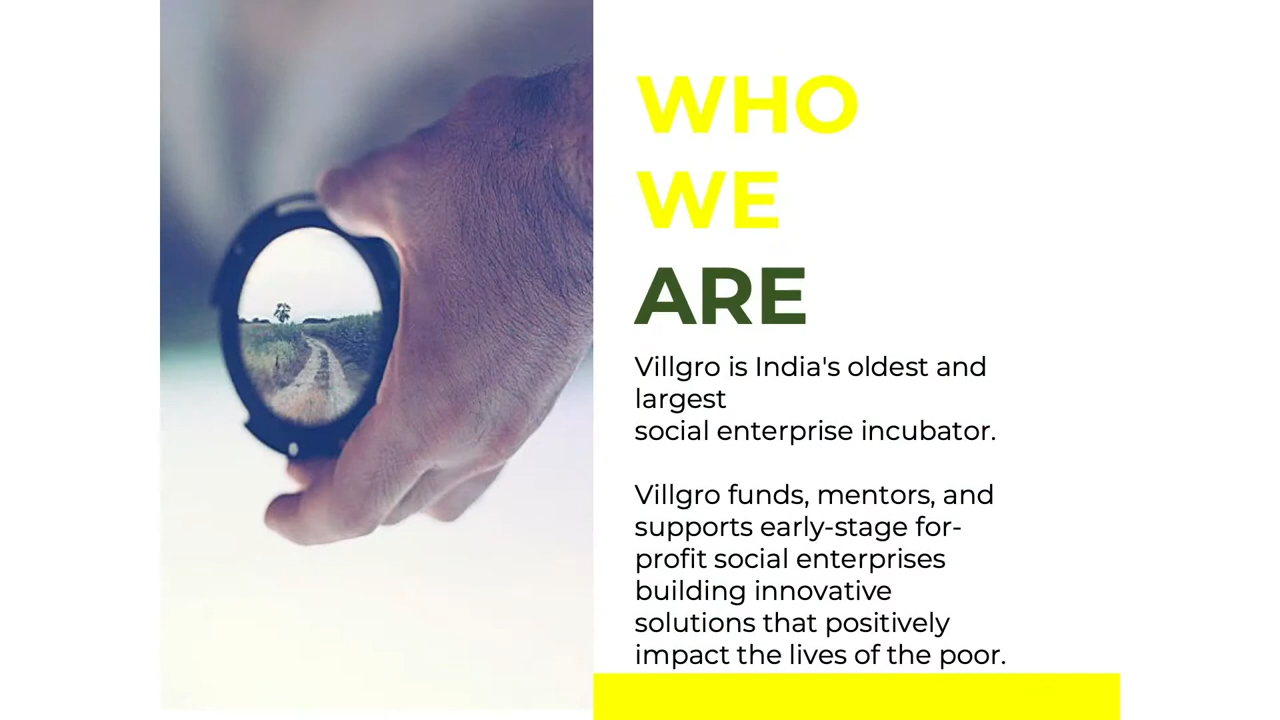 WHO
WE
ARE
Villgro is India's oldest and
largest
social enterprise incubator.
Villgro funds, mentors, and
supports early-stage for-
profit social enterprises
building innovative
solutions that positively
impact the lives of the poor.